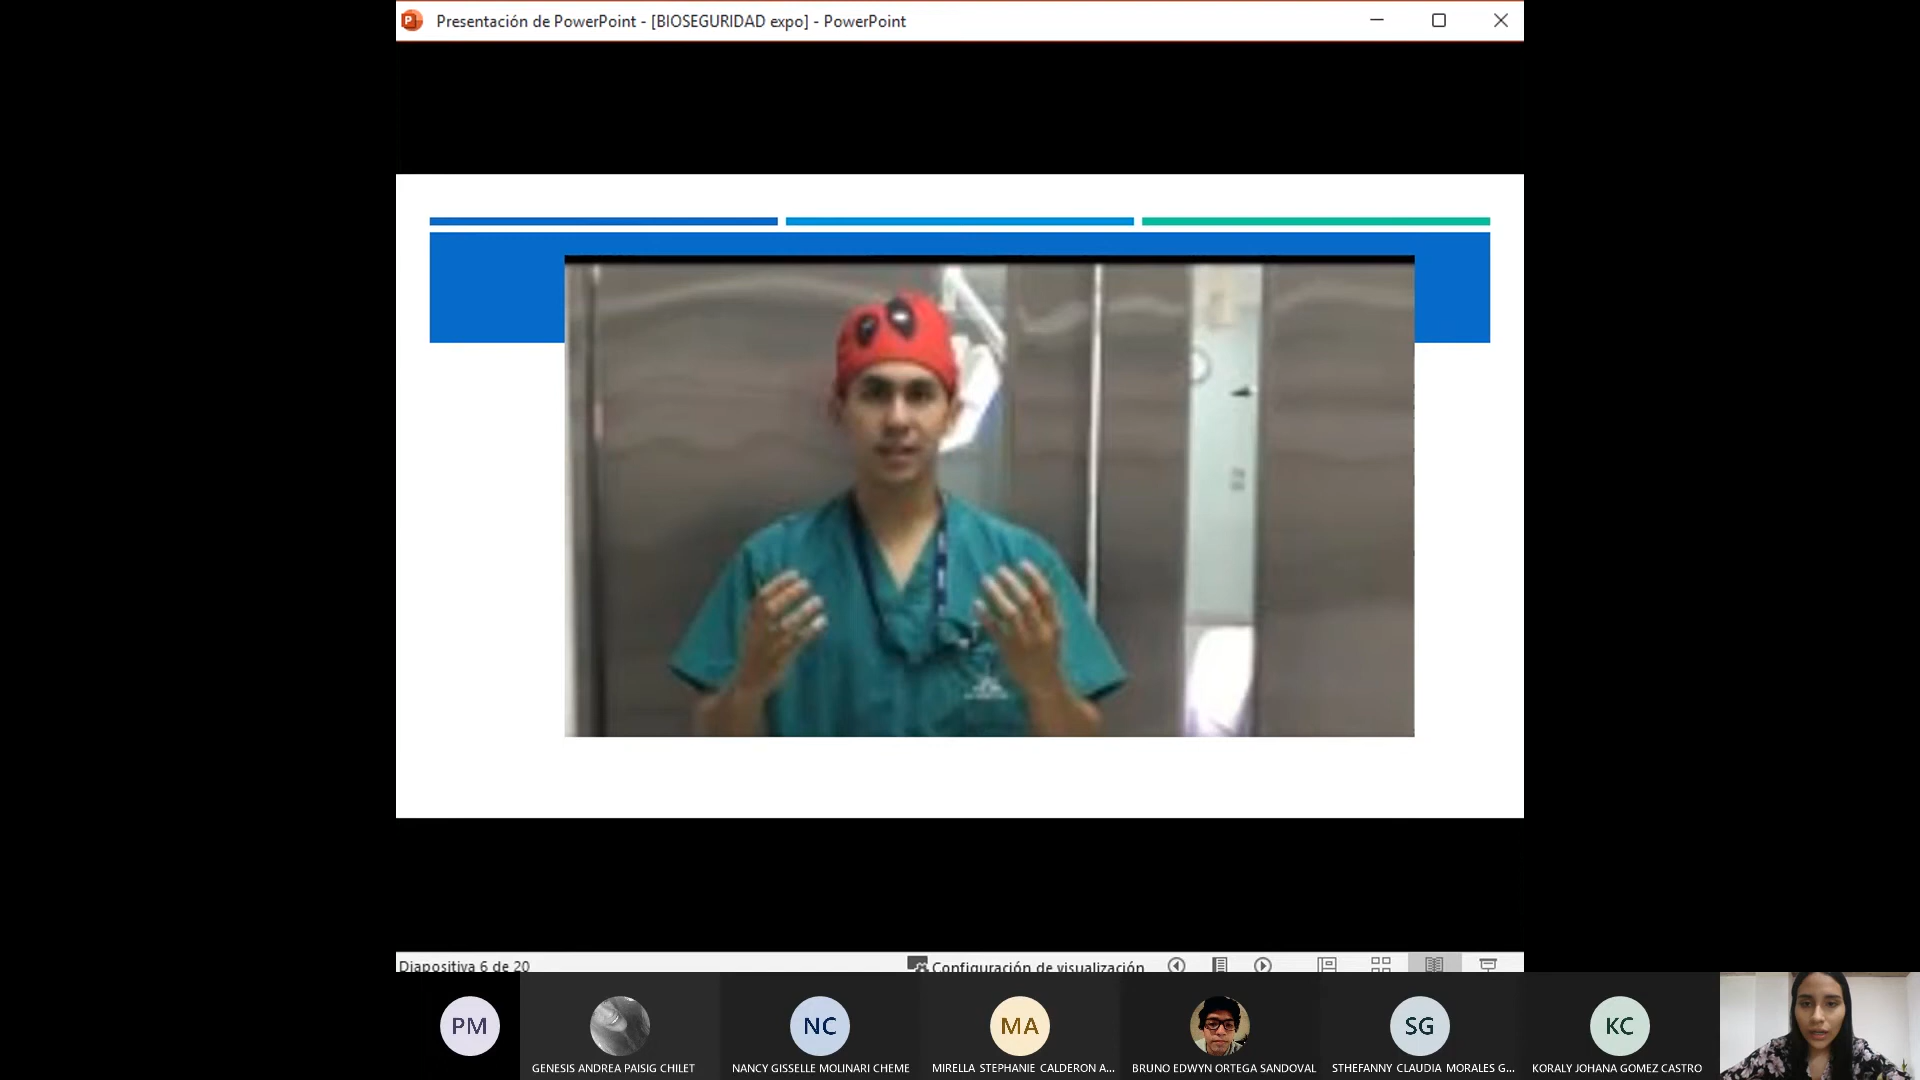 Presentación de PowerPoint - [BIOSEGURIDAD expo] - PowerPoint
Diapositiva 6 de 20
Configuración de visualización
PM
NC
MA
SG
KC
GENESIS ANDREA PAISIG CHILET
NANCY GISSELLE MOLINARI CHEME
MIRELLA STEPHANIE CALDERON A...
BRUNO EDWYN ORTEGA SANDOVAL
STHEFANNY CLAUDIA MORALES G...
KORALY JOHANA GOMEZ CASTRO